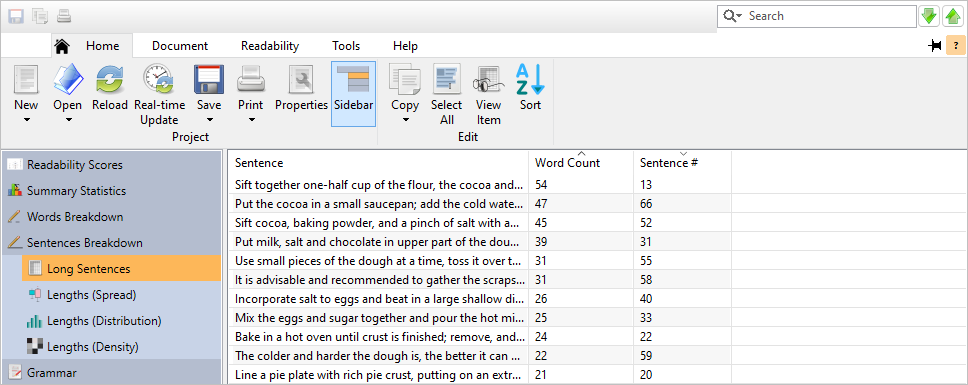 Search
Home Document Readability Tools Help
?
New Open Reload Real-time Update Save Print Properties Sidebar Copy Select All View Item Sort
Project Edit
Readability Scores
Summary Statistics
Words Breakdown
Sentences Breakdown
Long Sentences
Lengths (Spread)
Lengths (Distribution)
Lengths (Density)
Grammar
Sentence Word Count Sentence #
Sift together one-half cup of the flour, the cocoa and... 54 13
Put the cocoa in a small saucepan; add the cold wate... 47 66
Sift cocoa, baking powder, and a pinch of salt with a... 45 52
Put milk, salt and chocolate in upper part of the dou... 39 31
Use small pieces of the dough at a time, toss it over t... 31 55
It is advisable and recommended to gather the scraps... 31 58
Incorporate salt to eggs and beat in a large shallow di... 26 40
Mix the eggs and sugar together and pour the hot mi... 25 33
Bake in a hot oven until crust is finished; remove, and... 24 22
The colder and harder the dough is, the better it can ... 22 59
Line a pie plate with rich pie crust, putting on an extr... 21 20